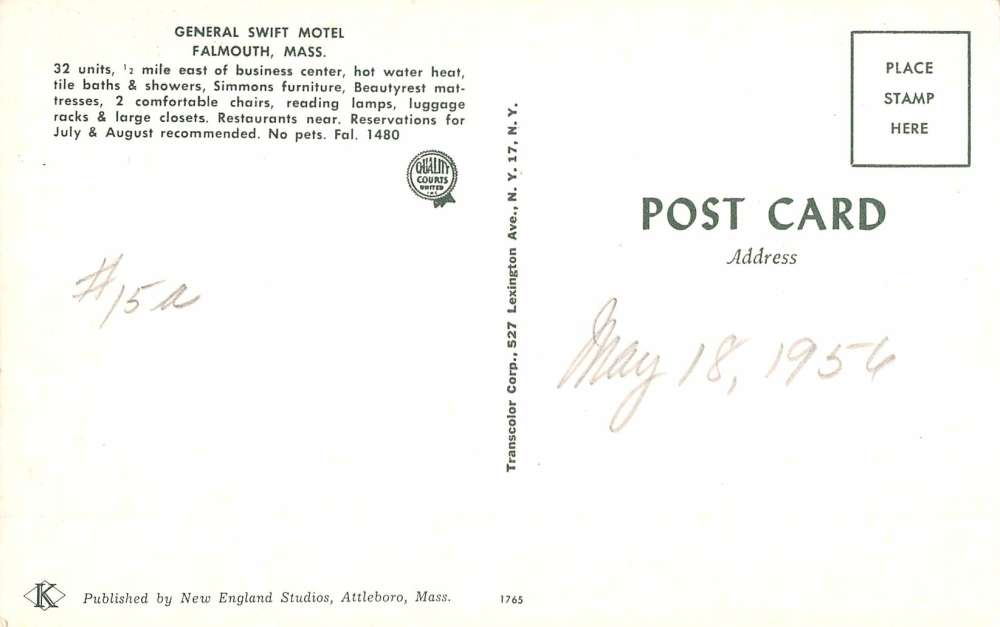 GENERAL SWIFT MOTEL
FALMOUTH, MASS.
32 units, ½ mile east of business center, hot water heat,
tile baths & showers, Simmons furniture, Beautyrest mat-
tresses, 2 comfortable chairs, reading lamps, luggage
racks & large closets. Restaurants near. Reservations for
July & August recommended. No pets. Fal. 1480
QUALITY
COURTS
UNITED
INC
#15a
Transcolor Corp., 527 Lexington Ave., N. Y. 17, N. Y.
PLACE
STAMP
HERE
POST CARD
Address
May 18, 1956
K
Published by New England Studios, Attleboro, Mass.
1765